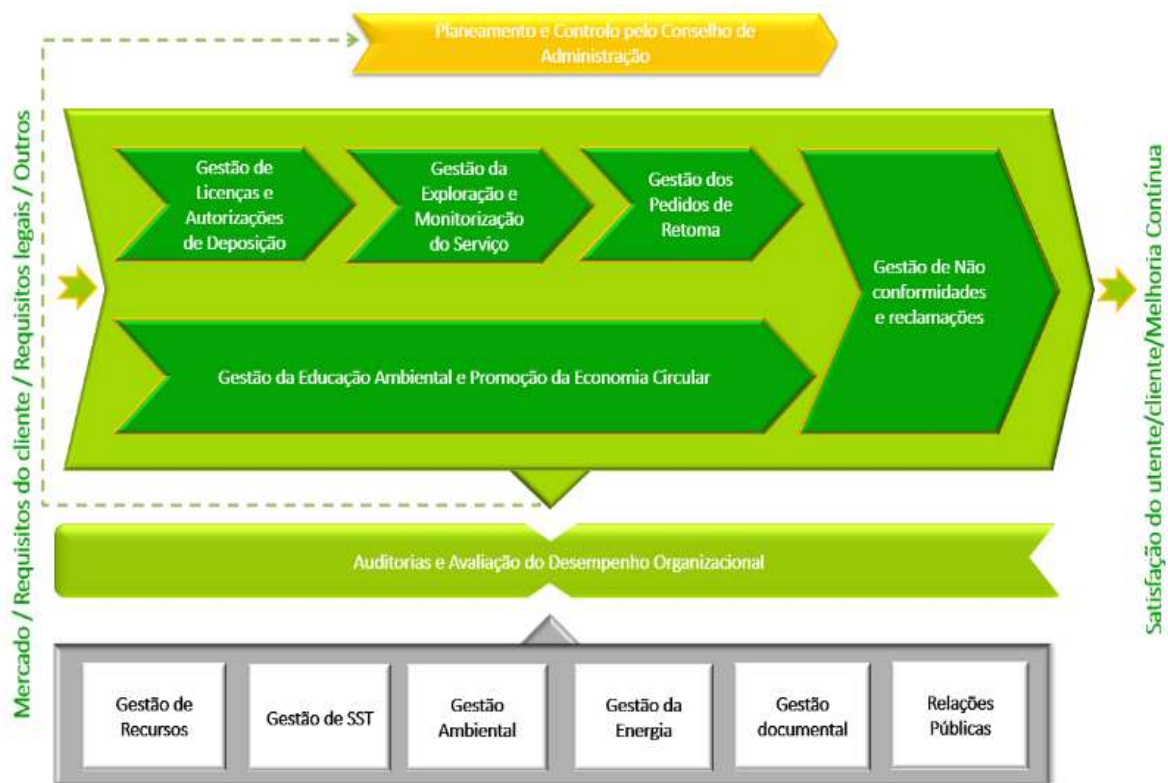 Planeamento e Controlo pelo Conselho de
Administração
Mercado / Requisitos do cliente / Requisitos legais / Outros
Gestão de
Licenças e
Autorizações
de Deposição
Gestão da
Exploração e
Monitorização
do Serviço
Gestão dos
Pedidos de
Retoma
Gestão de Não
conformidades
e reclamações
Gestão da Educação Ambiental e Promoção da Economia Circular
Satisfação do utente/cliente/Melhoria Contínua
Auditorias e Avaliação do Desempenho Organizacional
Gestão de
Recursos
Gestão de SST
Gestão
Ambiental
Gestão da
Energia
Gestão
documental
Relações
Públicas